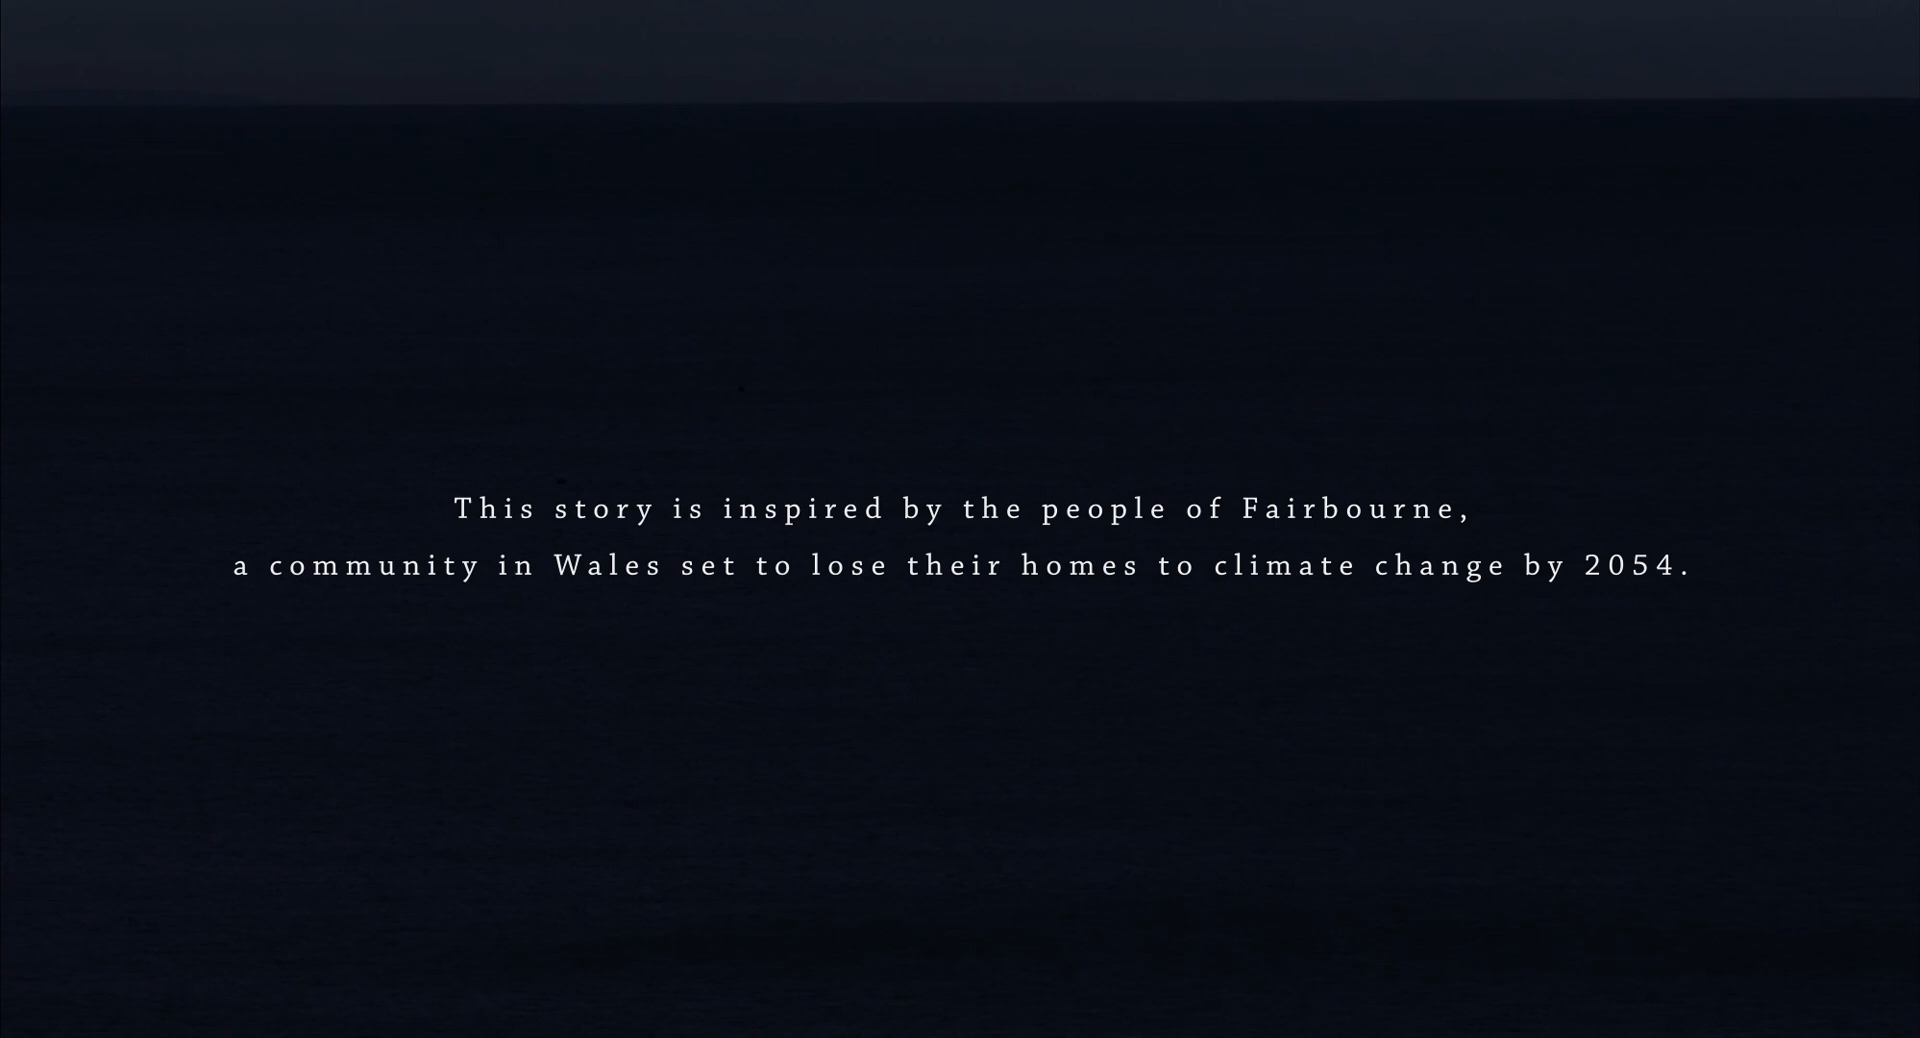 This story is inspired by the people of Fairbourne,
a community in Wales set to lose their homes to climate change by 2054.